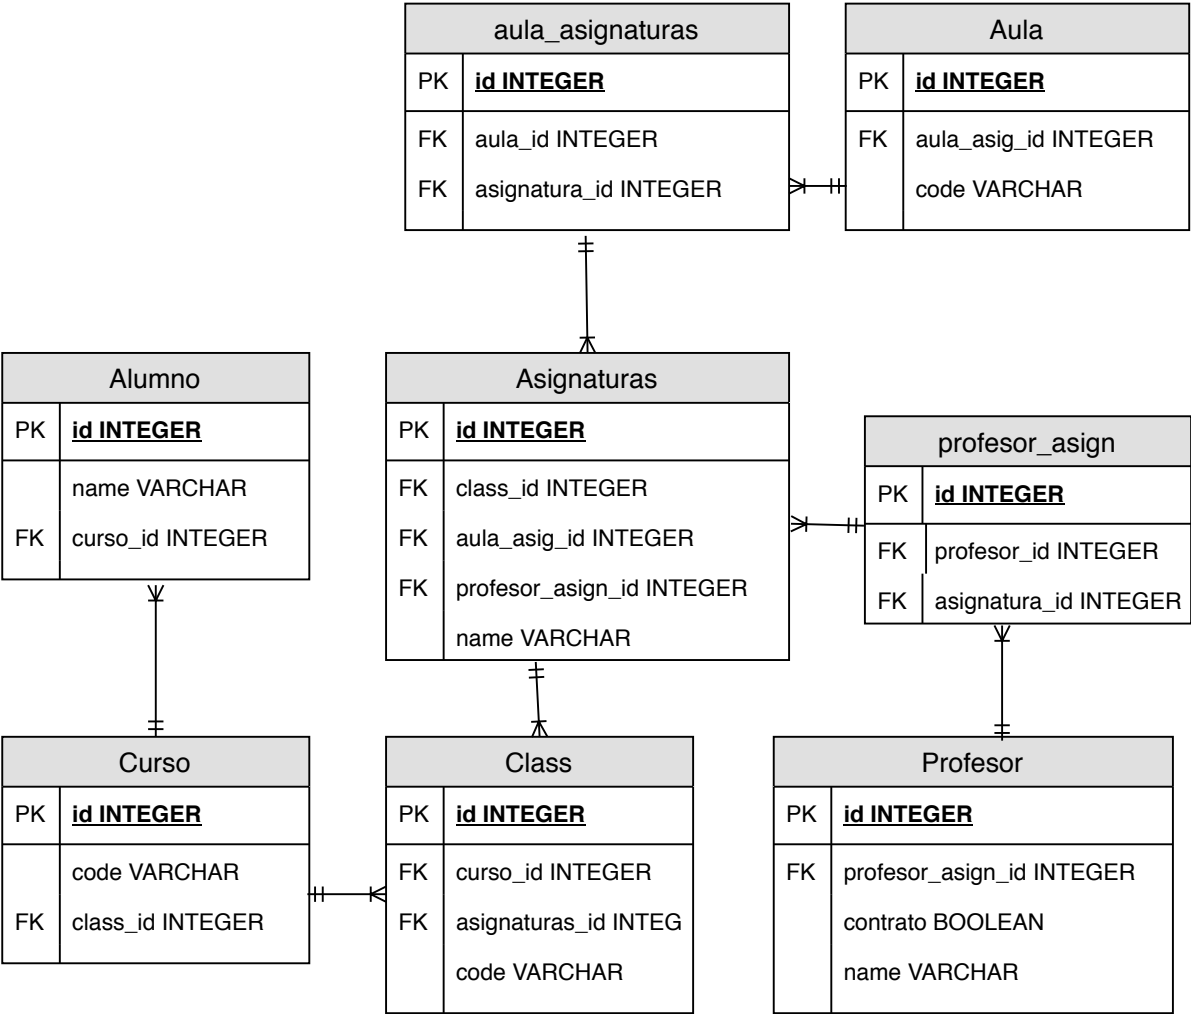 aula_asignaturas
PK id INTEGER
FK aula_id INTEGER
FK asignatura_id INTEGER
Aula
PK id INTEGER
FK aula_asig_id INTEGER
code VARCHAR
Alumno
PK id INTEGER
name VARCHAR
FK curso_id INTEGER
Asignaturas
PK id INTEGER
FK class_id INTEGER
FK aula_asig_id INTEGER
FK profesor_asign_id INTEGER
name VARCHAR
profesor_asign
PK id INTEGER
FK profesor_id INTEGER
FK asignatura_id INTEGER
Curso
PK id INTEGER
code VARCHAR
FK class_id INTEGER
Class
PK id INTEGER
FK curso_id INTEGER
FK asignaturas_id INTEG
code VARCHAR
Profesor
PK id INTEGER
FK profesor_asign_id INTEGER
contrato BOOLEAN
name VARCHAR